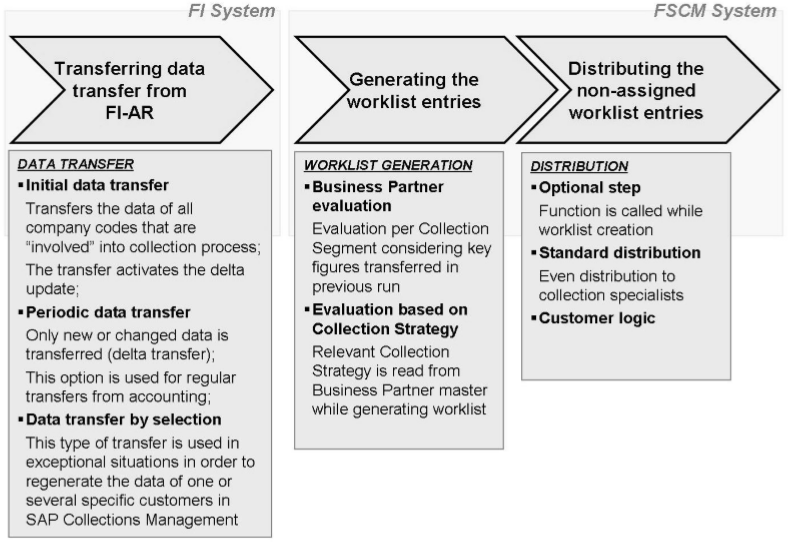 FI System
FSCM System
Transferring data
transfer from
FI-AR
Generating the
worklist entries
Distributing the
non-assigned
worklist entries
DATA TRANSFER
▪Initial data transfer
Transfers the data of all
company codes that are
“involved” into collection process;
The transfer activates the delta
update;
▪Periodic data transfer
Only new or changed data is
transferred (delta transfer);
This option is used for regular
transfers from accounting;
▪Data transfer by selection
This type of transfer is used in
exceptional situations in order to
regenerate the data of one or
several specific customers in
SAP Collections Management
WORKLIST GENERATION
▪Business Partner
evaluation
Evaluation per Collection
Segment considering key
figures transferred in
previous run
▪Evaluation based on
Collection Strategy
Relevant Collection
Strategy is read from
Business Partner master
while generating worklist
DISTRIBUTION
▪Optional step
Function is called while
worklist creation
▪Standard distribution
Even distribution to
collection specialists
▪Customer logic